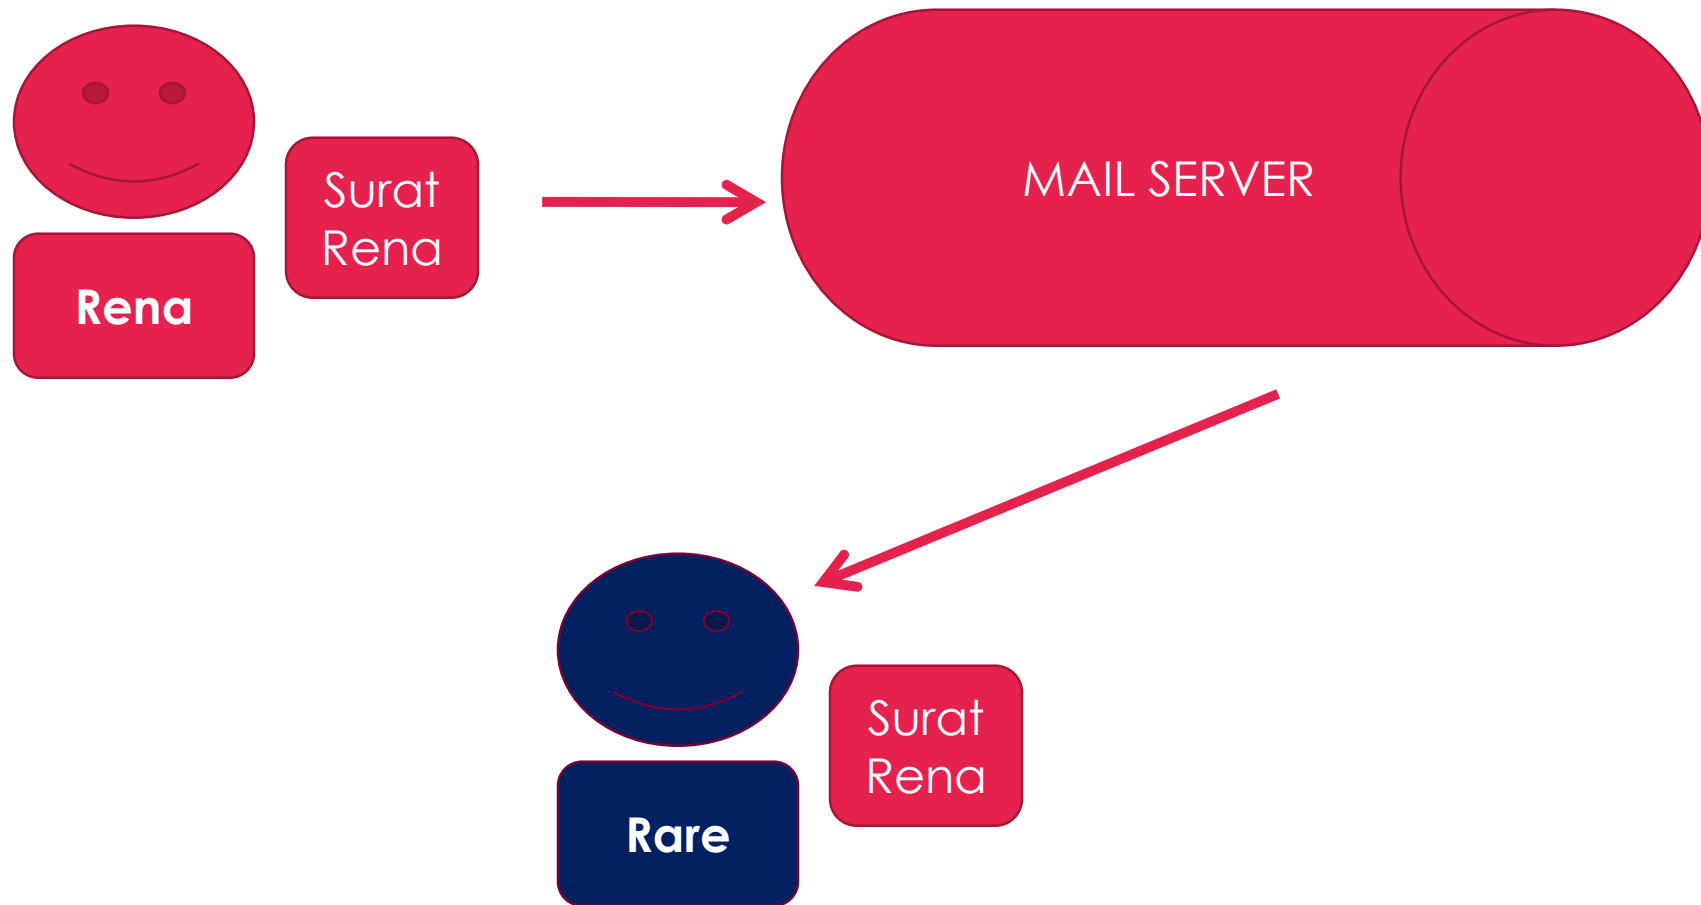 Surat
Rena
MAIL SERVER
Rena
Surat
Rena
Rare